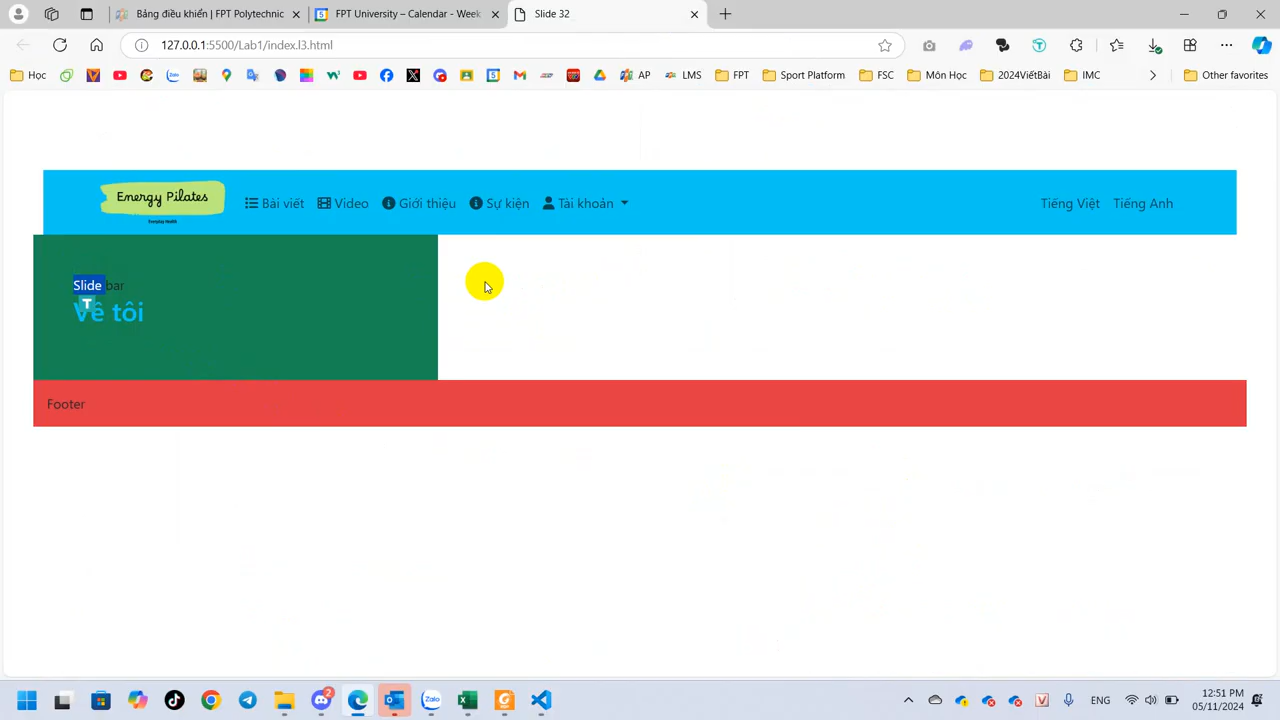 Bảng điều khiển | FPT Polytechnic
FPT University – Calendar - Week
Slide 32
127.0.0.1:5500/Lab1/index.l3.html
Học
AP
LMS
FPT
Sport Platform
FSC
Môn Học
2024ViếtBài
IMC
Other favorites
Energy Pilates
Everyday Health
Bài viết
Video
Giới thiệu
Sự kiện
Tài khoản
Tiếng Việt
Tiếng Anh
Slide bar
T
Về tôi
Footer
2
ENG
12:51 PM
05/11/2024